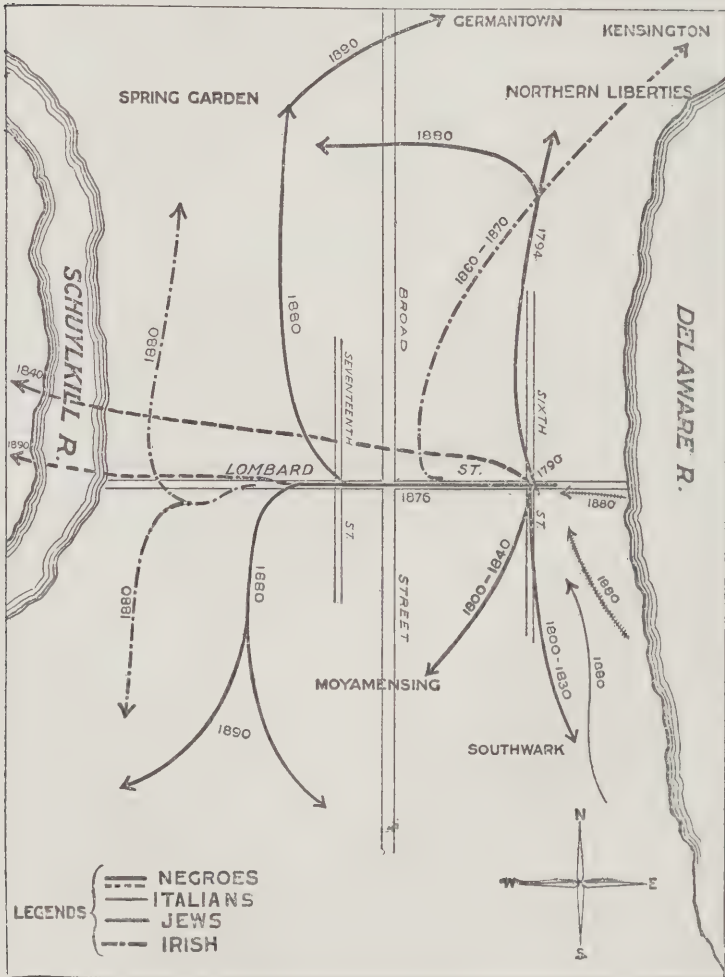 GERMANTOWN
KENSINGTON
1890
SPRING GARDEN
NORTHERN LIBERTIES
1880
1794
1860-1870
SCHUYLKILL R.
1880
1880
BROAD
DELAWARE R.
1840
SEVENTEENTH
SIXTH
1890
LOMBARD
ST.
1790
1876
1880
ST.
ST.
1880
1880
1800-1840
1880
STREET
1800-1830
1880
MOYAMENSING
1890
SOUTHWARK
N
W
E
S
LEGENDS
NEGROES
ITALIANS
JEWS
IRISH